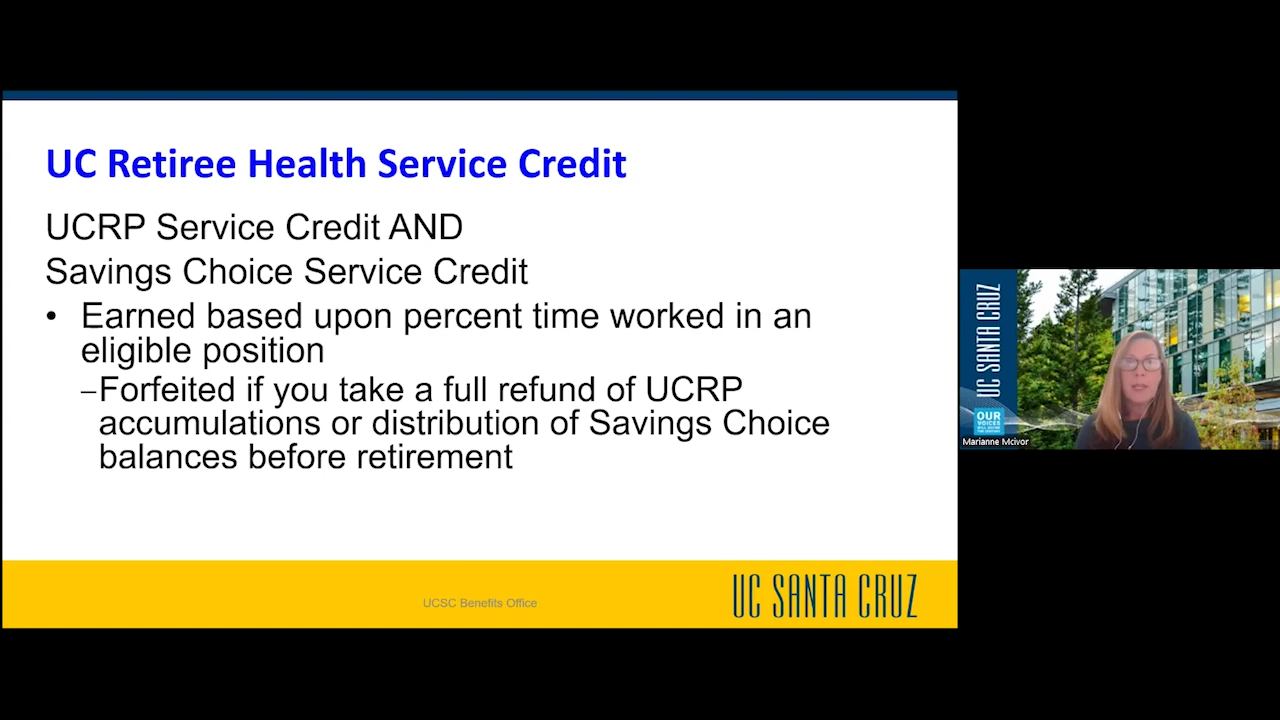 UC Retiree Health Service Credit
UCRP Service Credit AND
Savings Choice Service Credit
• Earned based upon percent time worked in an
eligible position
–Forfeited if you take a full refund of UCRP
accumulations or distribution of Savings Choice
balances before retirement
UCSC Benefits Office
UC SANTA CRUZ
UC SANTA CRUZ
OUR
VOICES
Marianne Mcivor